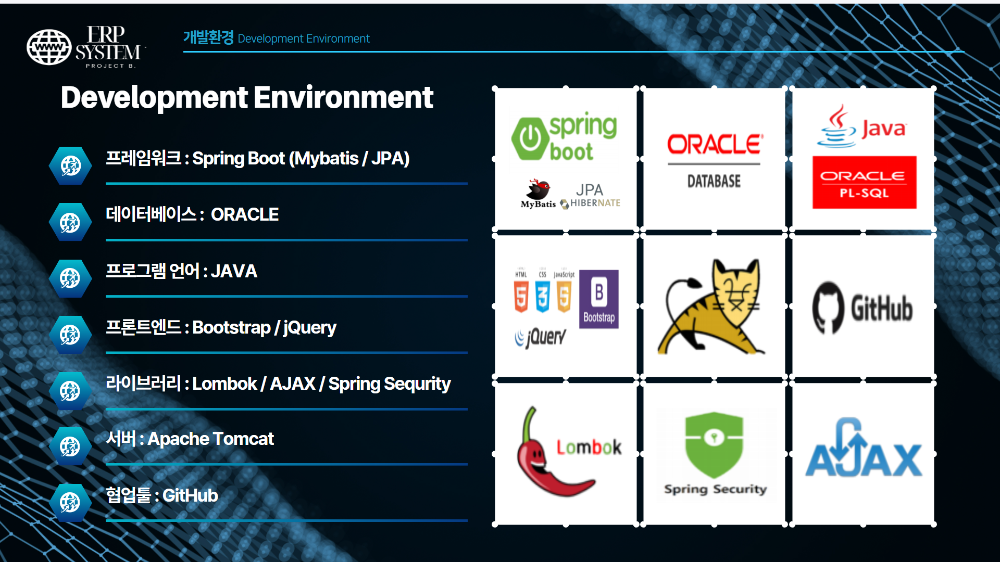 WWW
ERP
SYSTEM
PROJECT B.
개발환경 Development Environment
Development Environment
프레임워크 : Spring Boot (Mybatis / JPA)
데이터베이스 : ORACLE
프로그램 언어 : JAVA
프론트엔드 : Bootstrap / jQuery
라이브러리 : Lombok / AJAX / Spring Sequrity
서버 : Apache Tomcat
협업툴 : GitHub
spring
boot
MyBatis
JPA
HIBERNATE
ORACLE
DATABASE
Java
ORACLE
PL-SQL
HTML CSS JavaScript
5 3 5
B
Bootstrap
jQuery
GitHub
Lombok
Spring Security
AJAX